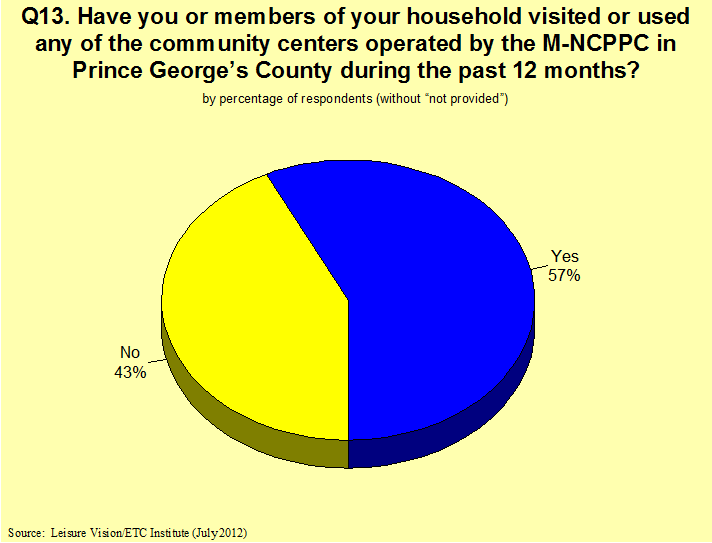 Q13. Have you or members of your household visited or used
any of the community centers operated by the M-NCPPC in
Prince George's County during the past 12 months?
by percentage of respondents (without "not provided")
Yes
57%
No
43%
Source:  Leisure Vision/ETC Institute (July 2012)